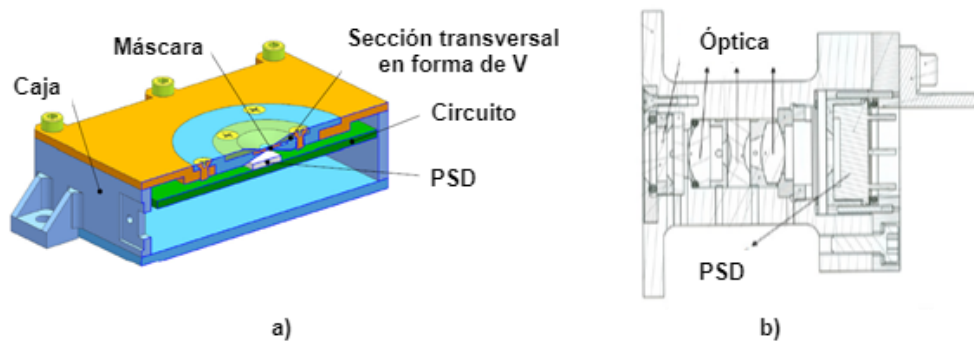 Máscara
Sección transversal
en forma de V
Caja
Circuito
PSD
a)
Óptica
PSD
b)